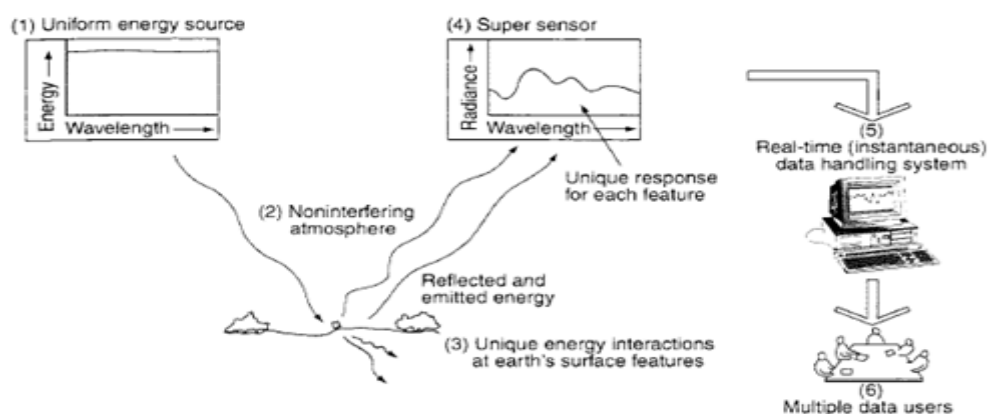 (1) Uniform energy source
Energy
Wavelength
(4) Super sensor
Radiance
Wavelength
Unique response
for each feature
(2) Noninterfering
atmosphere
Reflected and
emitted energy
(3) Unique energy interactions
at earth's surface features
(5)
Real-time (instantaneous)
data handling system
(6)
Multiple data users